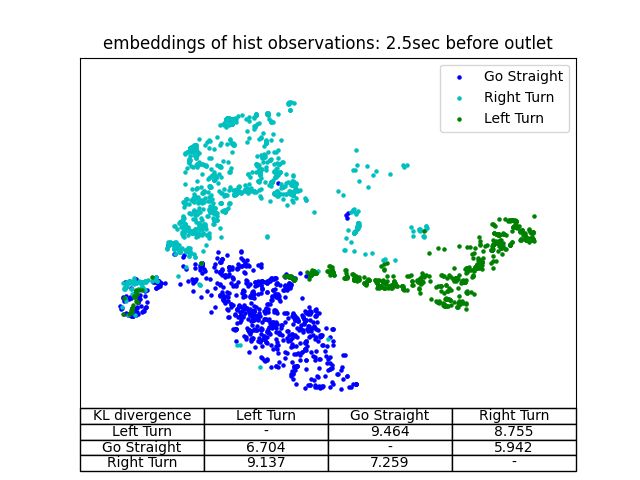 embeddings of hist observations: 2.5sec before outlet
Go Straight
Right Turn
Left Turn
KL divergence Left Turn Go Straight Right Turn
Left Turn - 9.464 8.755
Go Straight 6.704 - 5.942
Right Turn 9.137 7.259 -